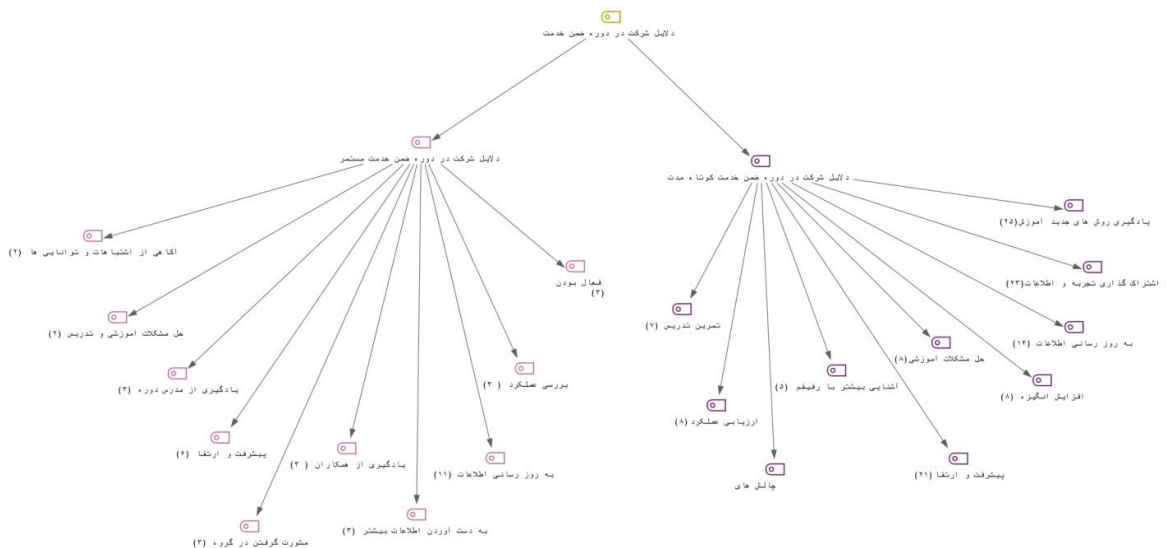 دلایل شرکت در دوره ضمن خدمت
دلایل شرکت در دوره ضمن خدمت مستمر
دلایل شرکت در دوره ضمن خدمت کوتاه مدت
یادگیری روش های جدید آموزش(۲۵)
آگاهی از اشتباهات و توانایی ها (۲)
فعال بودن
(۳)
اشتراک گذاری تجربه و اطلاعات(۲۳)
تمرین تدریس (۷)
حل مشکلات آموزشی و تدریس (۲)
به روز رسانی اطلاعات (۱۴)
حل مشکلات آموزشی(۸)
یادگیری از مدرس دوره (۳)
بررسی عملکرد ( ۳)
آشنایی بیشتر با رفیقم (۵)
افزایش انگیزه (۸)
ارزیابی عملکرد(۸)
پیشرفت و ارتقا (۴)
یادگیری از همکاران ( ۳)
به روز رسانی اطلاعات (۱۱)
پیشرفت و ارتقا(۲۱)
چالش های
به دست آوردن اطلاعات بیشتر (۳)
مشورت گرفتن در گروه (۳)